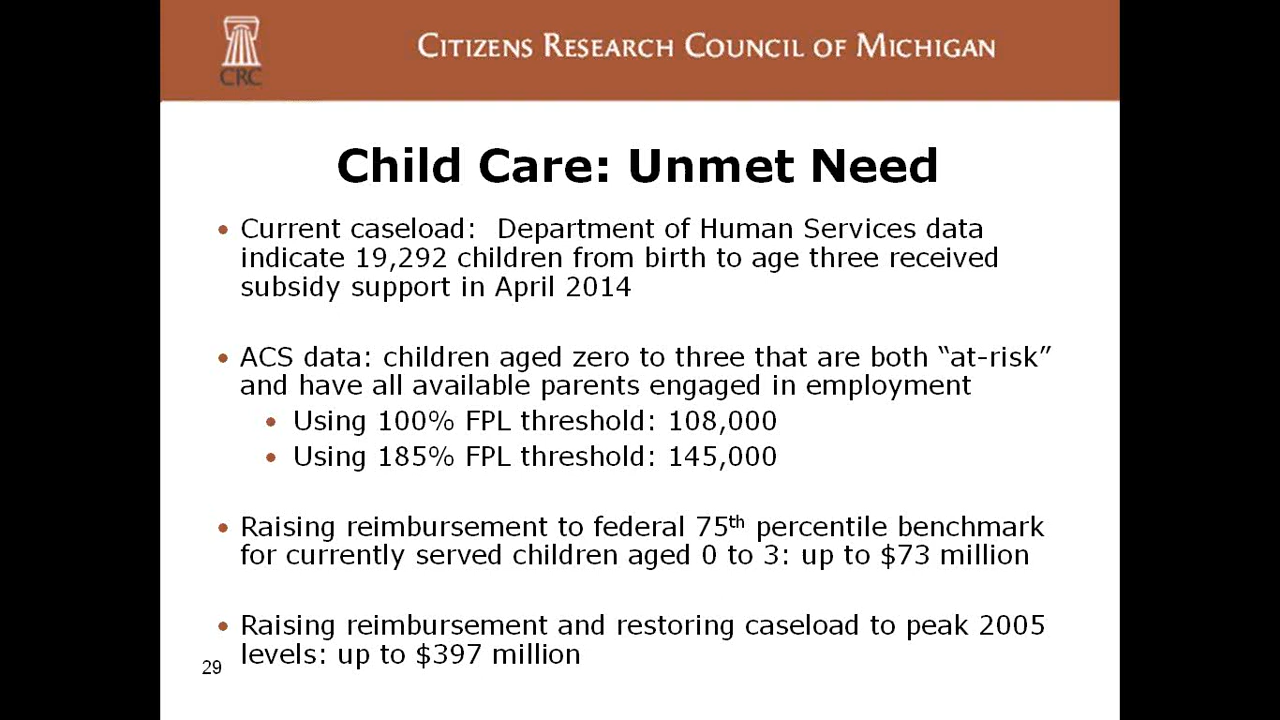 CRC
CITIZENS RESEARCH COUNCIL OF MICHIGAN
Child Care: Unmet Need
• Current caseload: Department of Human Services data
indicate 19,292 children from birth to age three received
subsidy support in April 2014
• ACS data: children aged zero to three that are both “at-risk”
and have all available parents engaged in employment
• Using 100% FPL threshold: 108,000
• Using 185% FPL threshold: 145,000
• Raising reimbursement to federal 75th percentile benchmark
for currently served children aged 0 to 3: up to $73 million
• Raising reimbursement and restoring caseload to peak 2005
levels: up to $397 million
29